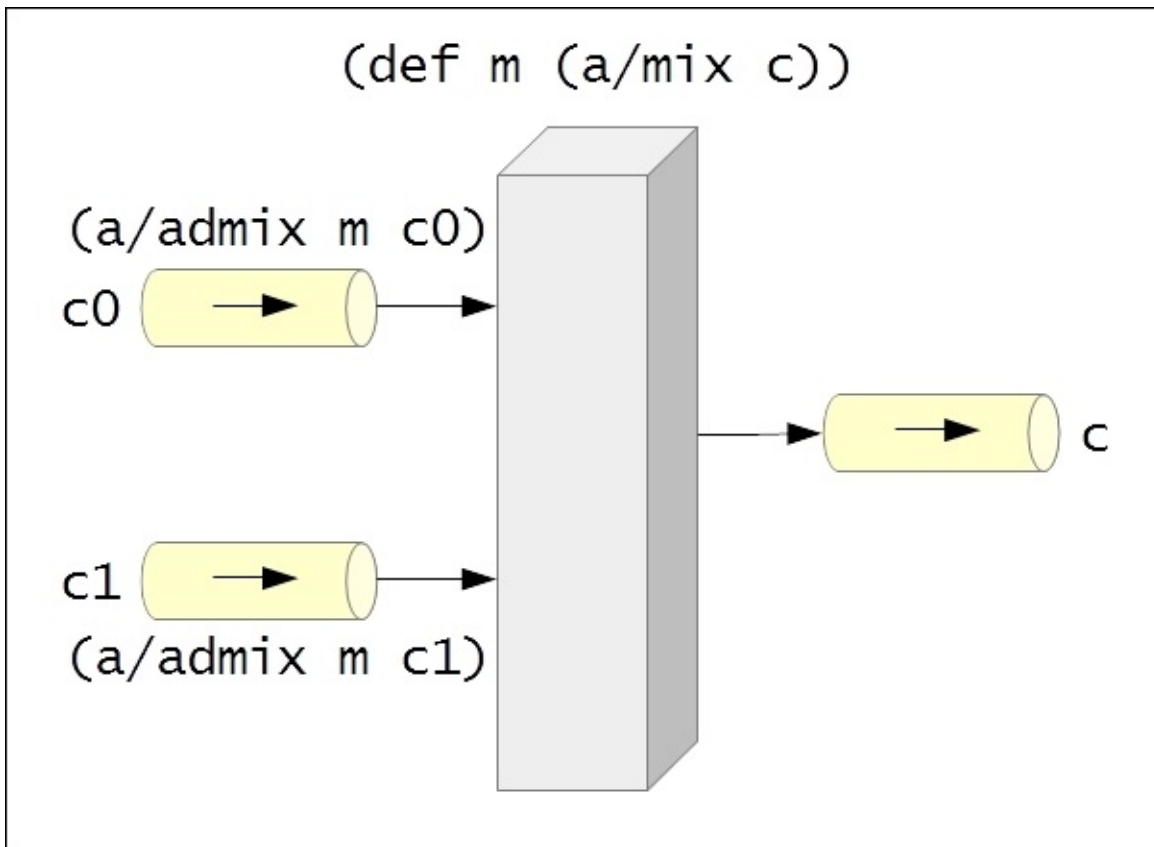 (def m (a/mix c))
(a/admix m c0)
c0
c
c1
(a/admix m c1)